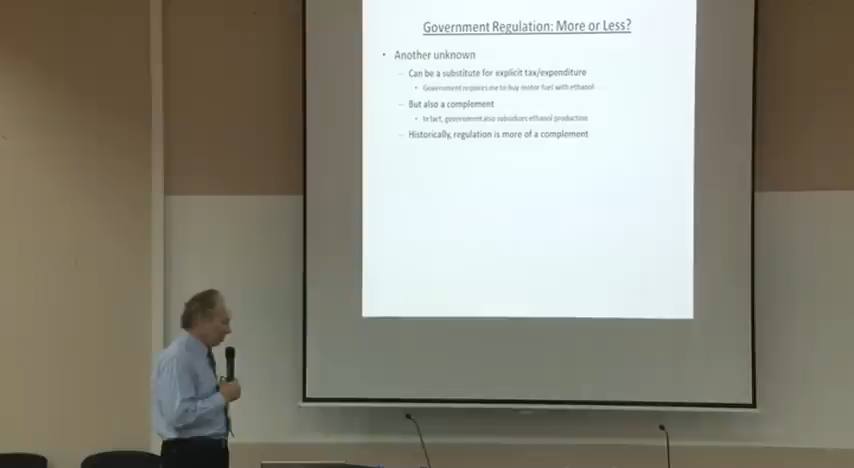 Government Regulation: More or Less?
• Another unknown
– Can be a substitute for explicit tax/expenditure
• Government requires me to buy motor fuel with ethanol
– But also a complement
• In fact, government also subsidizes ethanol production
– Historically, regulation is more of a complement